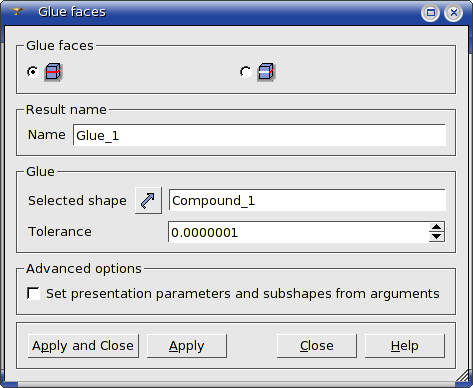 Glue faces
Glue faces
Result name
Name Glue_1
Glue
Selected shape Compound_1
Tolerance 0.0000001
Advanced options
Set presentation parameters and subshapes from arguments
Apply and Close Apply Close Help